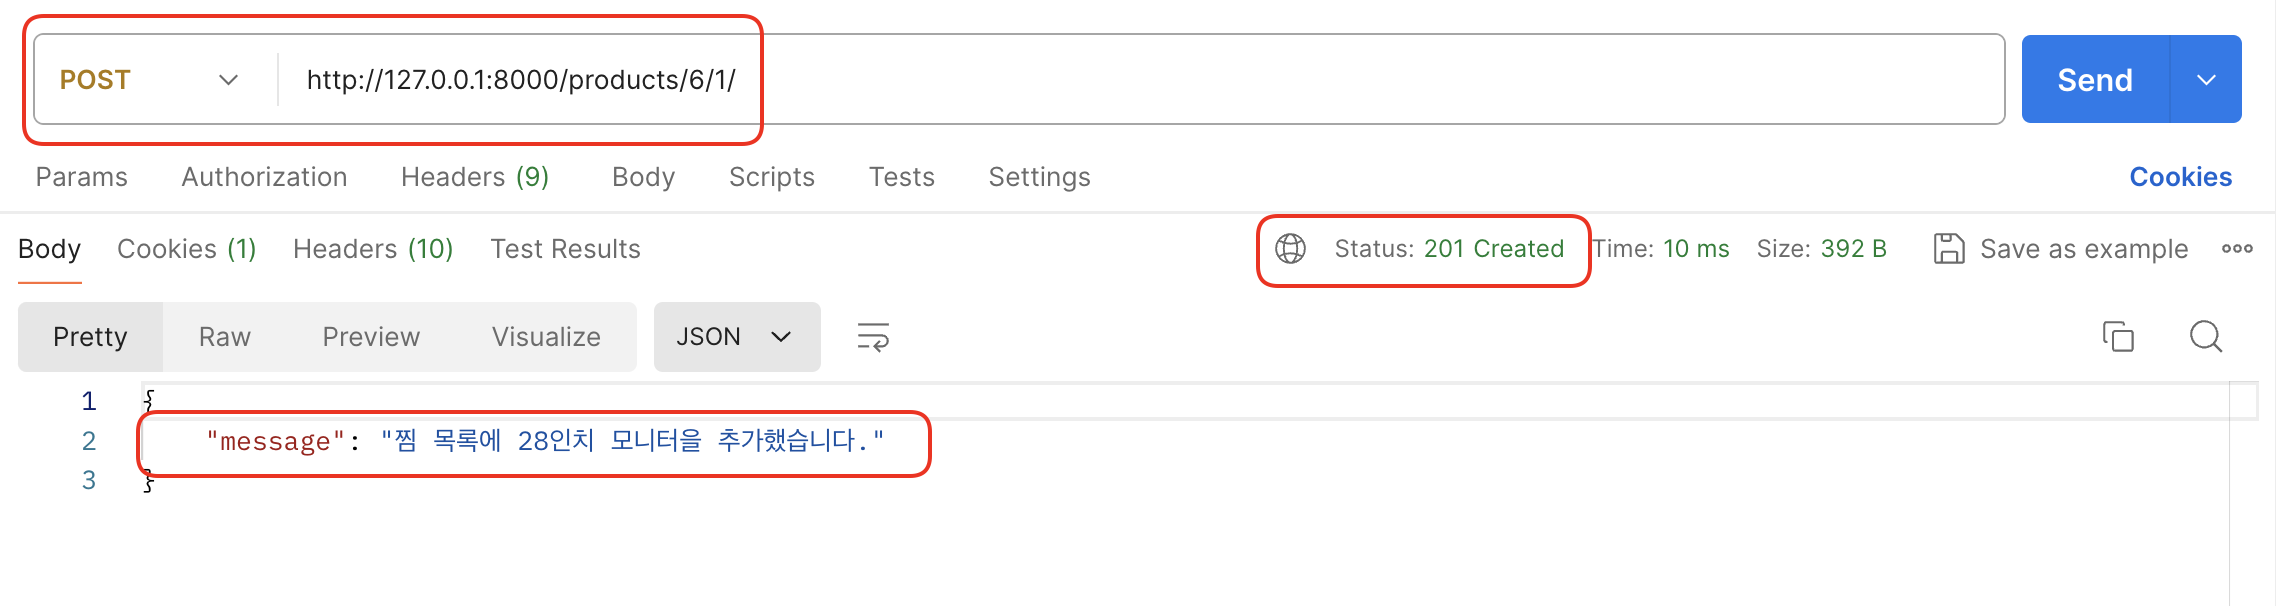 POST http://127.0.0.1:8000/products/6/1/ Send
Params Authorization Headers (9) Body Scripts Tests Settings Cookies
Body Cookies (1) Headers (10) Test Results Status: 201 Created Time: 10 ms Size: 392 B Save as example
Pretty Raw Preview Visualize JSON
1 {
2 "message": "찜 목록에 28인치 모니터을 추가했습니다."
3 }